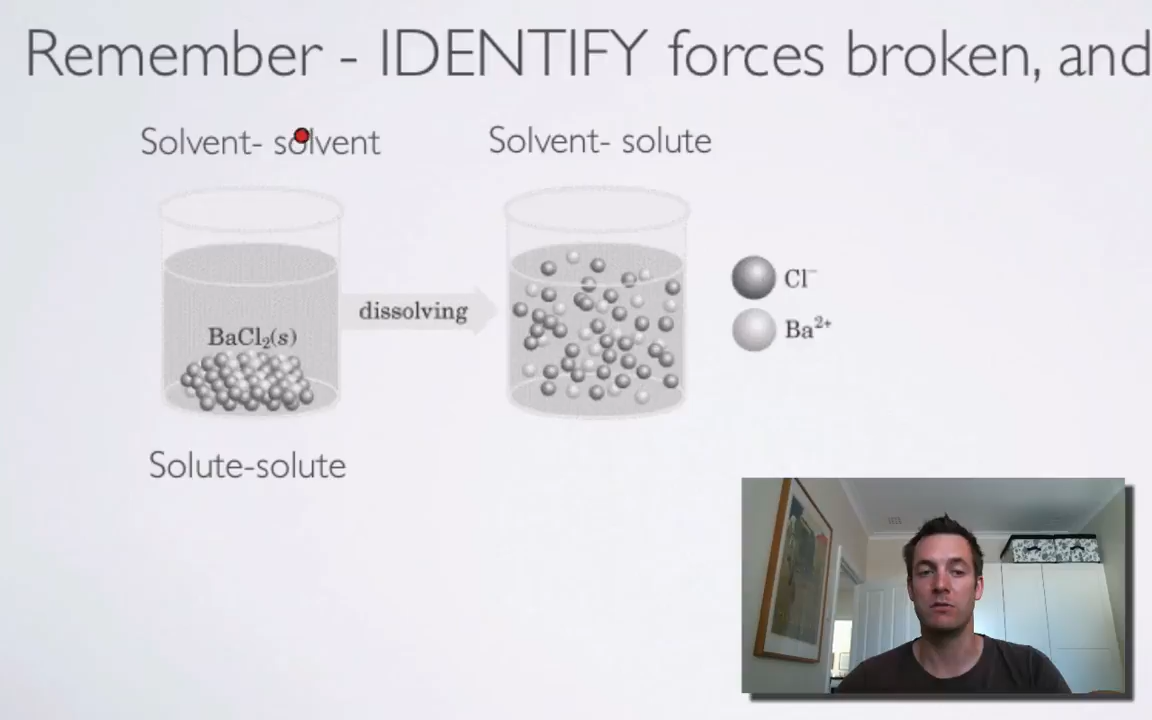 Remember - IDENTIFY forces broken, and
Solvent- solvent
Solvent- solute
BaCl₂(s)
dissolving
Cl⁻
Ba²⁺
Solute-solute